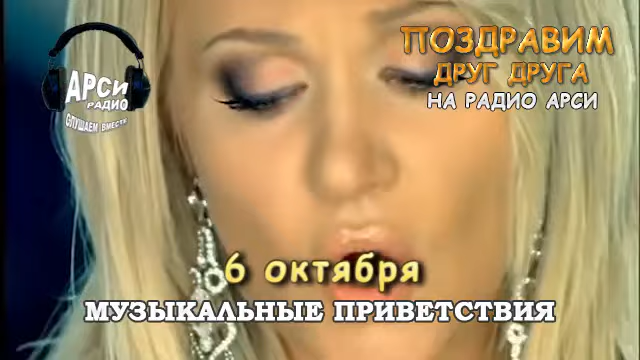 АРСИ
РАДИО
СЛУШАЕМ ВМЕСТЕ
ПОЗДРАВИМ
ДРУГ ДРУГА
НА РАДИО АРСИ
6 октября
МУЗЫКАЛЬНЫЕ ПРИВЕТСТВИЯ